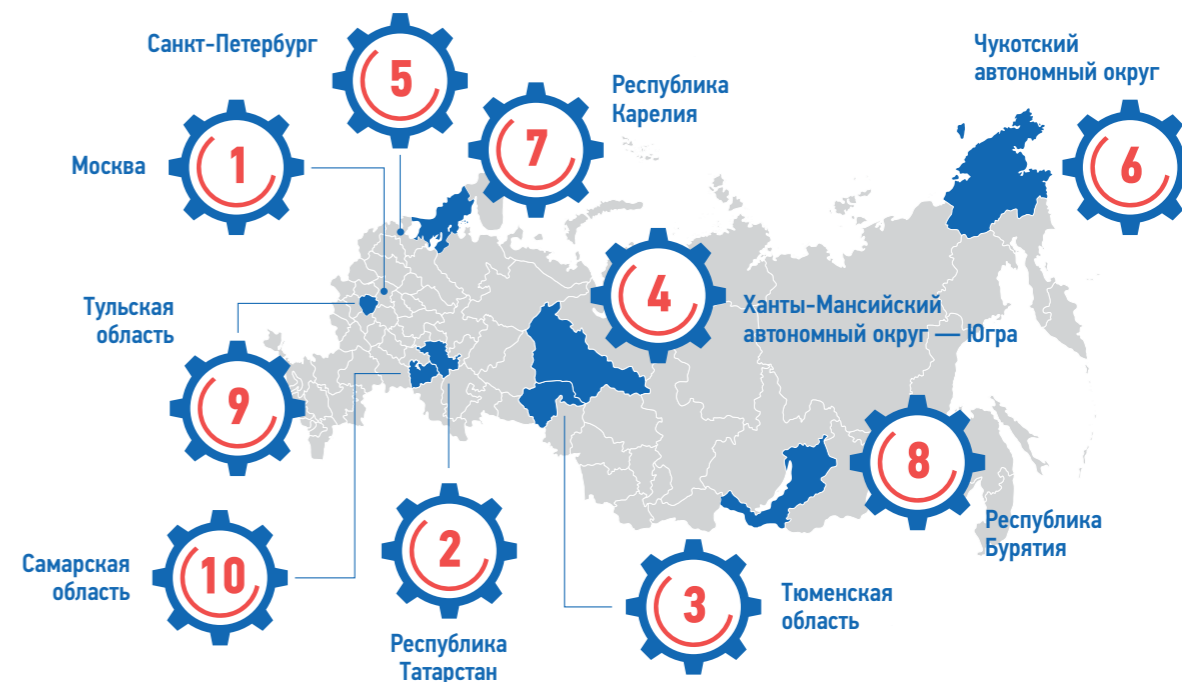 Санкт-Петербург
5
Чукотский
автономный округ
6
Республика
Карелия
7
Москва
1
4
Ханты-Мансийский
автономный округ — Югра
Тульская
область
9
8
Республика
Бурятия
Самарская
область
10
2
Республика
Татарстан
3
Тюменская
область